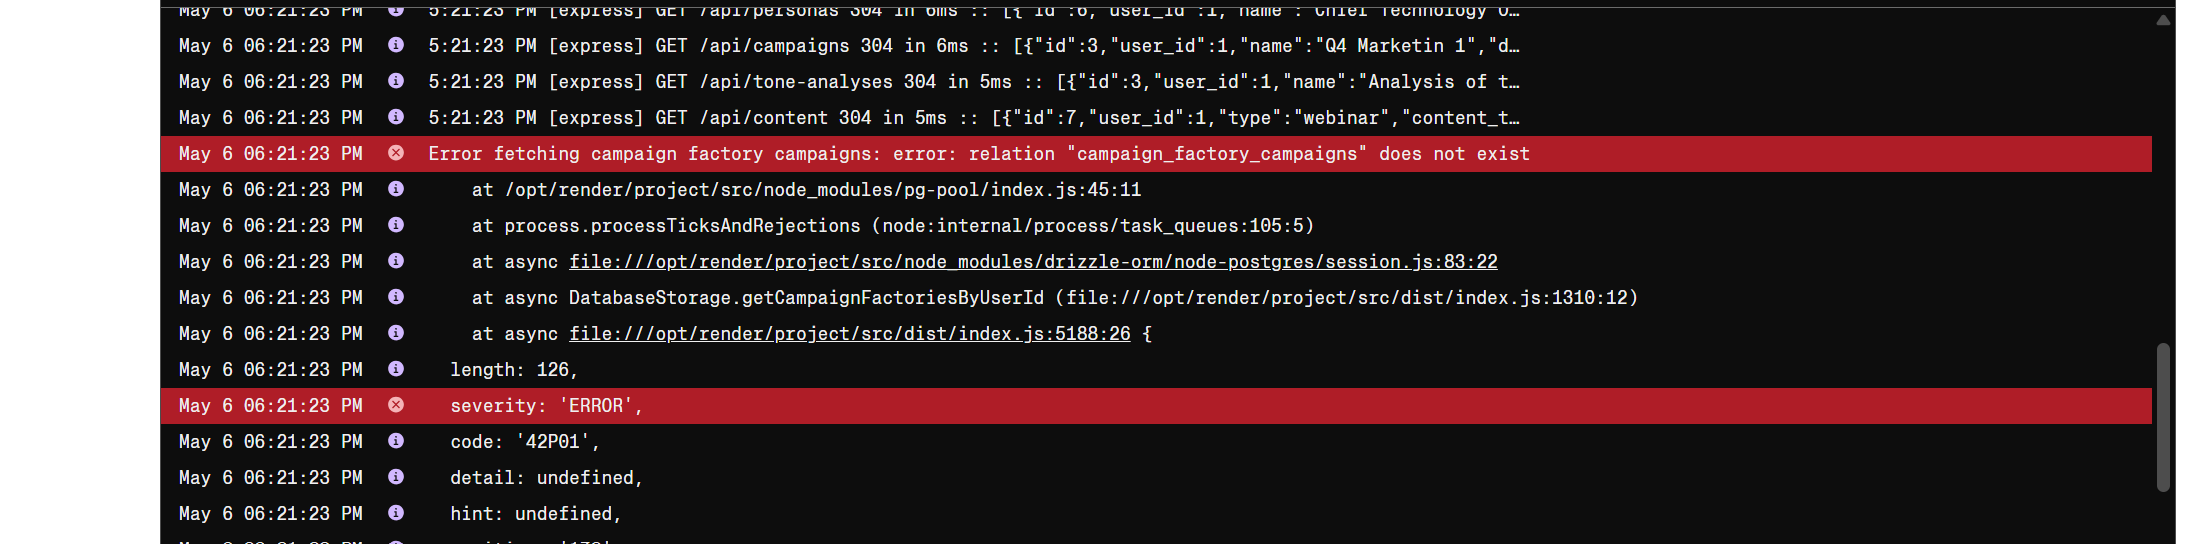 May 6 06:21:23 PM 5:21:23 PM [express] GET /api/personas 304 in 6ms :: [{"id":6,"user_id":1,"name":"Chief Technology O…
May 6 06:21:23 PM 5:21:23 PM [express] GET /api/campaigns 304 in 6ms :: [{"id":3,"user_id":1,"name":"Q4 Marketin 1","d…
May 6 06:21:23 PM 5:21:23 PM [express] GET /api/tone-analyses 304 in 5ms :: [{"id":3,"user_id":1,"name":"Analysis of t…
May 6 06:21:23 PM 5:21:23 PM [express] GET /api/content 304 in 5ms :: [{"id":7,"user_id":1,"type":"webinar","content_t…
May 6 06:21:23 PM Error fetching campaign factory campaigns: error: relation "campaign_factory_campaigns" does not exist
May 6 06:21:23 PM at /opt/render/project/src/node_modules/pg-pool/index.js:45:11
May 6 06:21:23 PM at process.processTicksAndRejections (node:internal/process/task_queues:105:5)
May 6 06:21:23 PM at async file:///opt/render/project/src/node_modules/drizzle-orm/node-postgres/session.js:83:22
May 6 06:21:23 PM at async DatabaseStorage.getCampaignFactoriesByUserId (file:///opt/render/project/src/dist/index.js:1310:12)
May 6 06:21:23 PM at async file:///opt/render/project/src/dist/index.js:5188:26 {
May 6 06:21:23 PM length: 126,
May 6 06:21:23 PM severity: 'ERROR',
May 6 06:21:23 PM code: '42P01',
May 6 06:21:23 PM detail: undefined,
May 6 06:21:23 PM hint: undefined,